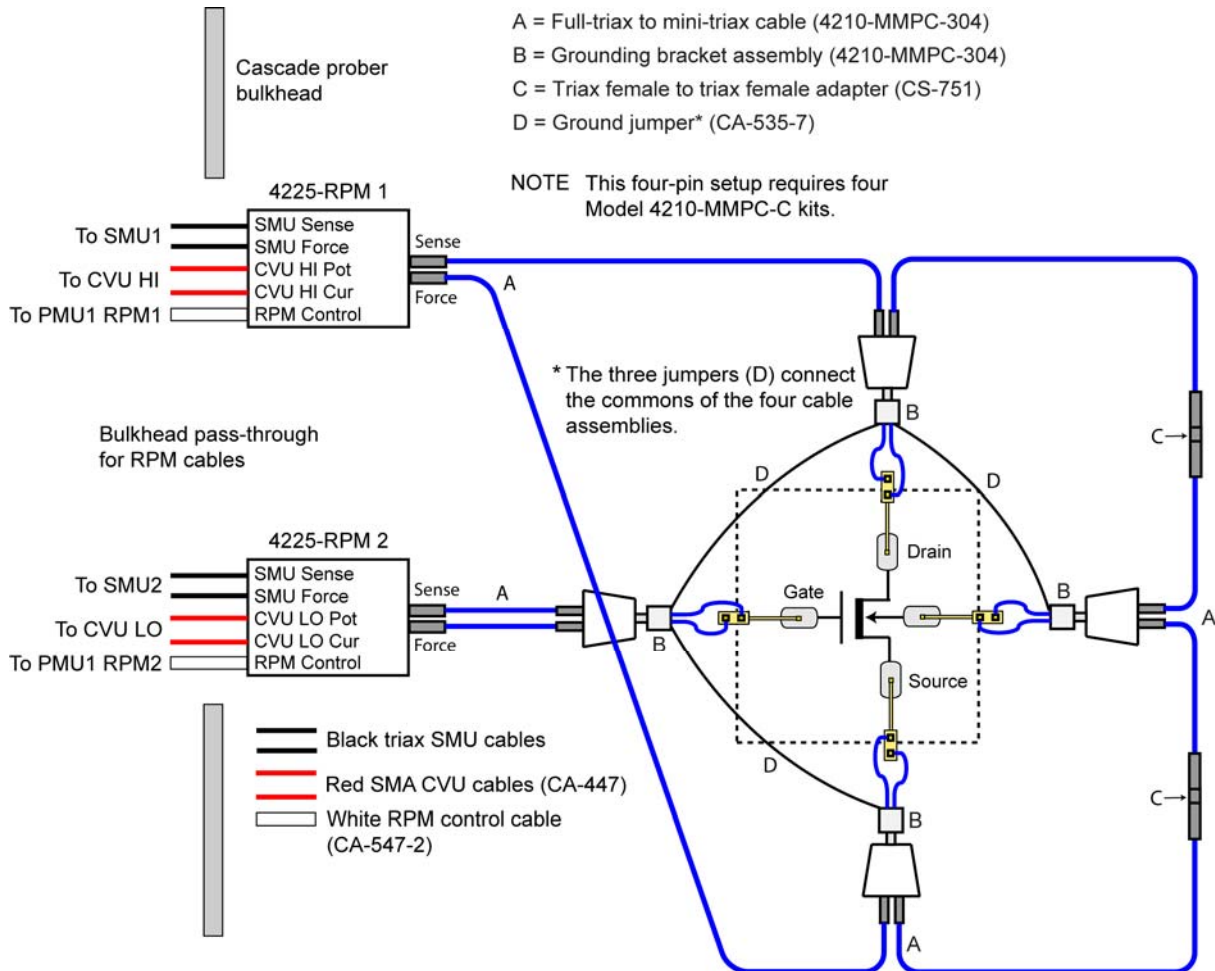 A = Full-triax to mini-triax cable (4210-MMPC-304)
B = Grounding bracket assembly (4210-MMPC-304)
C = Triax female to triax female adapter (CS-751)
D = Ground jumper* (CA-535-7)
Cascade prober
bulkhead
NOTE This four-pin setup requires four
Model 4210-MMPC-C kits.
4225-RPM 1
To SMU1
To CVU HI
To PMU1 RPM1
SMU Sense
SMU Force
CVU HI Pot
CVU HI Cur
RPM Control
Sense
Force
A
* The three jumpers (D) connect
the commons of the four cable
assemblies.
B
C
Bulkhead pass-through
for RPM cables
D
D
Drain
4225-RPM 2
To SMU2
To CVU LO
To PMU1 RPM2
SMU Sense
SMU Force
CVU LO Pot
CVU LO Cur
RPM Control
Sense
Force
A
B
Gate
B
A
Source
D
B
C
A
Black triax SMU cables
Red SMA CVU cables (CA-447)
White RPM control cable
(CA-547-2)